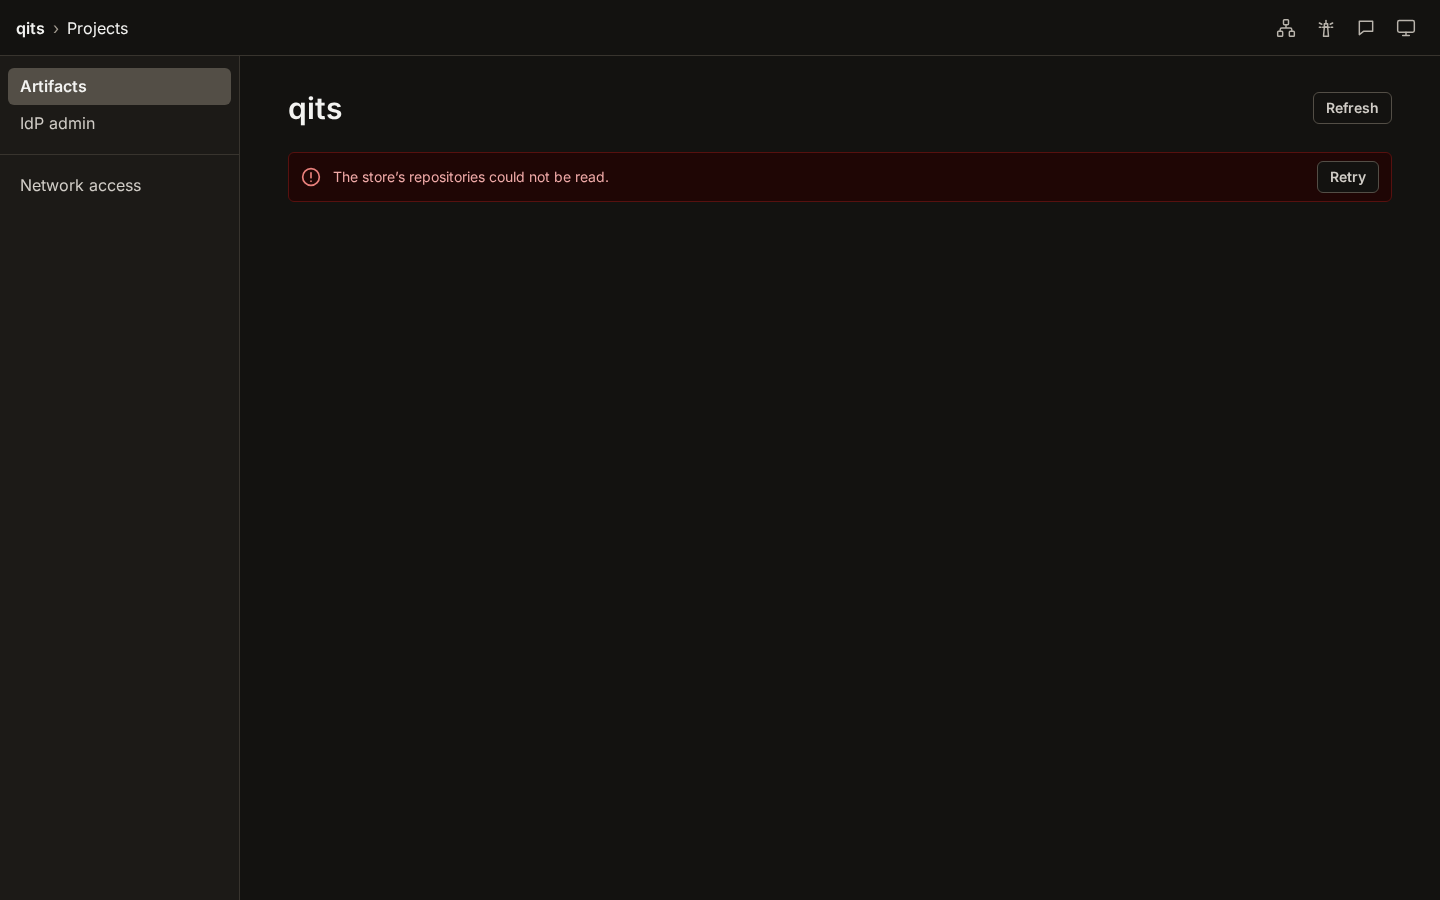 qits › Projects
Artifacts
IdP admin
Network access
qits
Refresh
The store’s repositories could not be read.
Retry